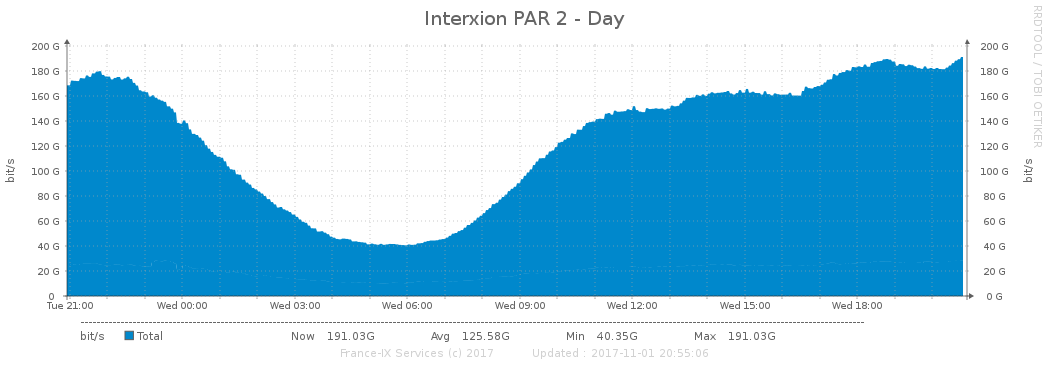 Interxion PAR 2 - Day
RRDTOOL / TOBI OETIKER
bit/s
bit/s
200 G 200 G
180 G 180 G
160 G 160 G
140 G 140 G
120 G 120 G
100 G 100 G
80 G 80 G
60 G 60 G
40 G 40 G
20 G 20 G
0 0 G
Tue 21:00 Wed 00:00 Wed 03:00 Wed 06:00 Wed 09:00 Wed 12:00 Wed 15:00 Wed 18:00
bit/s Total Now 191.03G Avg 125.58G Min 40.35G Max 191.03G
France-IX Services (c) 2017 Updated : 2017-11-01 20:55:06